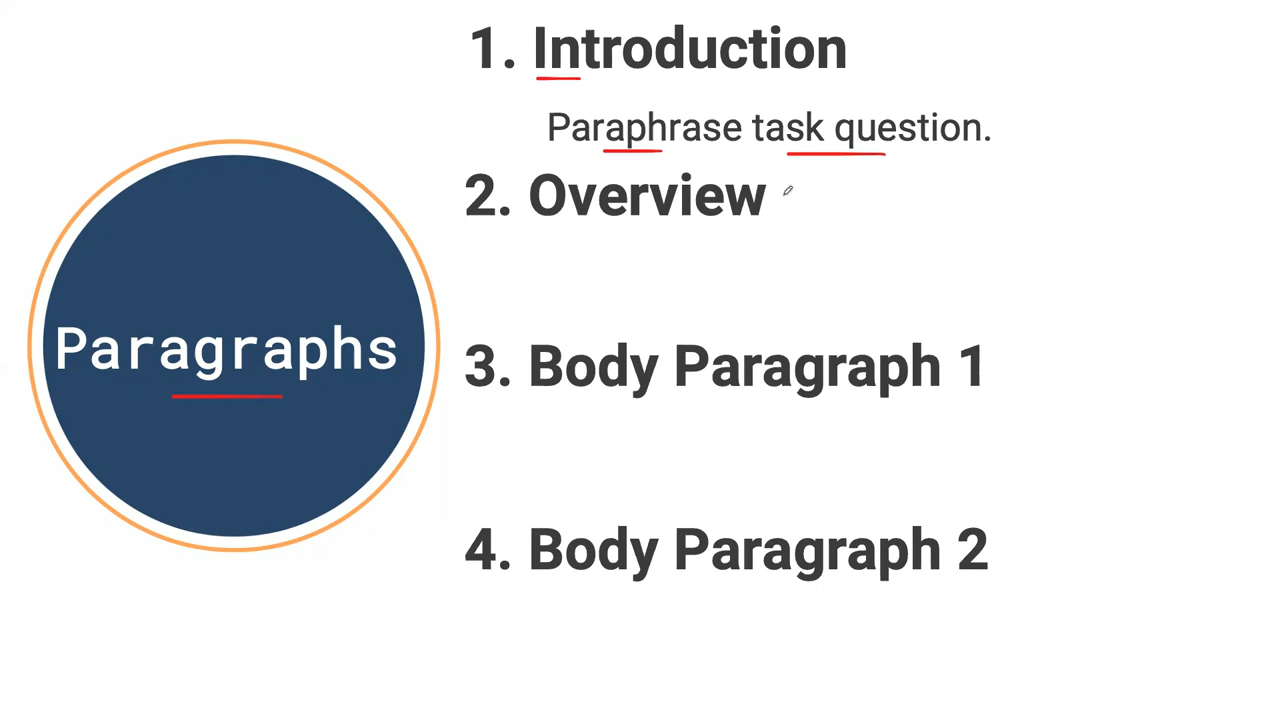 1. Introduction
Paraphrase task question.
2. Overview
Paragraphs
3. Body Paragraph 1
4. Body Paragraph 2